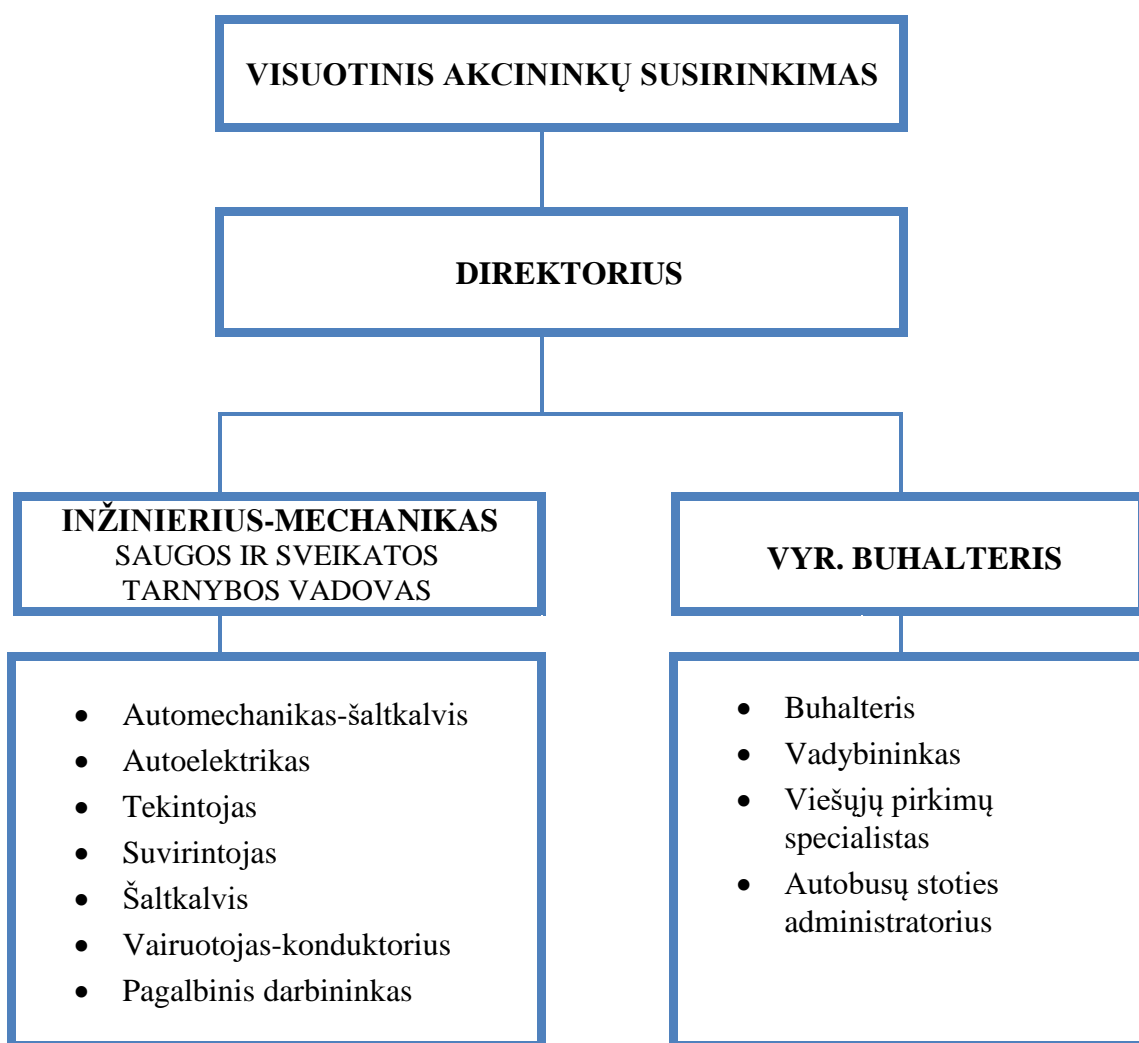 VISUOTINIS AKCININKŲ SUSIRINKIMAS
DIREKTORIUS
INŽINIERIUS-MECHANIKAS
SAUGOS IR SVEIKATOS
TARNYBOS VADOVAS
VYR. BUHALTERIS
• Automechanikas-šaltkalvis
• Autoelektrikas
• Tekintojas
• Suvirintojas
• Šaltkalvis
• Vairuotojas-konduktorius
• Pagalbinis darbininkas
• Buhalteris
• Vadybininkas
• Viešųjų pirkimų
specialistas
• Autobusų stoties
administratorius